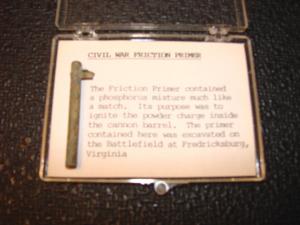 CIVIL WAR FRICTION PRIMER
The Friction Primer contained
a phosphorus mixture much like
a match. Its purpose was to
ignite the powder charge inside
the cannon barrel. The primer
contained here was excavated on
the Battlefield at Fredricksburg,
Virginia